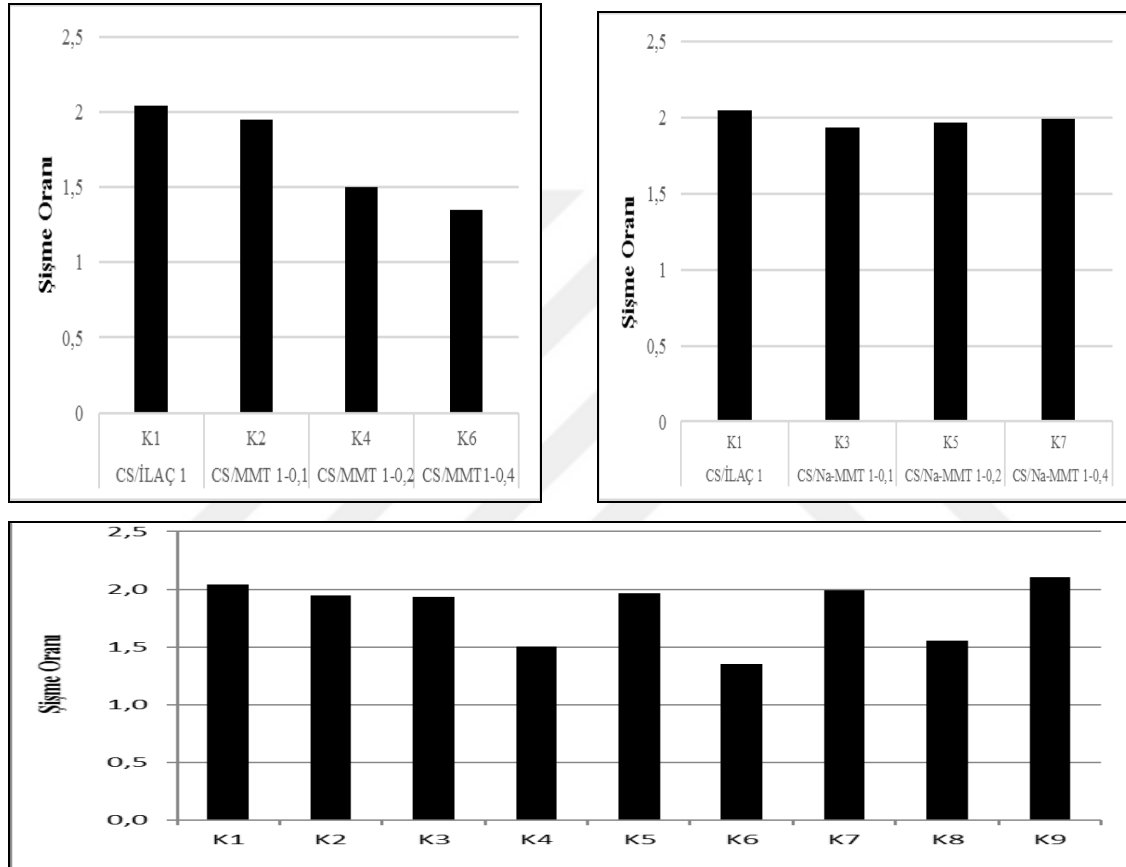 2,5
2
1,5
1
0,5
0
Şişme Oranı
K1 K2 K4 K6
CS/İLAÇ 1 CS/MMT 1-0,1 CS/MMT 1-0,2 CS/MMT1-0,4
2,5
2
1,5
1
0,5
0
Şişme Oranı
K1 K3 K5 K7
CS/İLAÇ 1 CS/Na-MMT 1-0,1 CS/Na-MMT 1-0,2 CS/Na-MMT 1-0,4
2,5
2,0
1,5
1,0
0,5
0,0
Şişme Oranı
K1 K2 K3 K4 K5 K6 K7 K8 K9